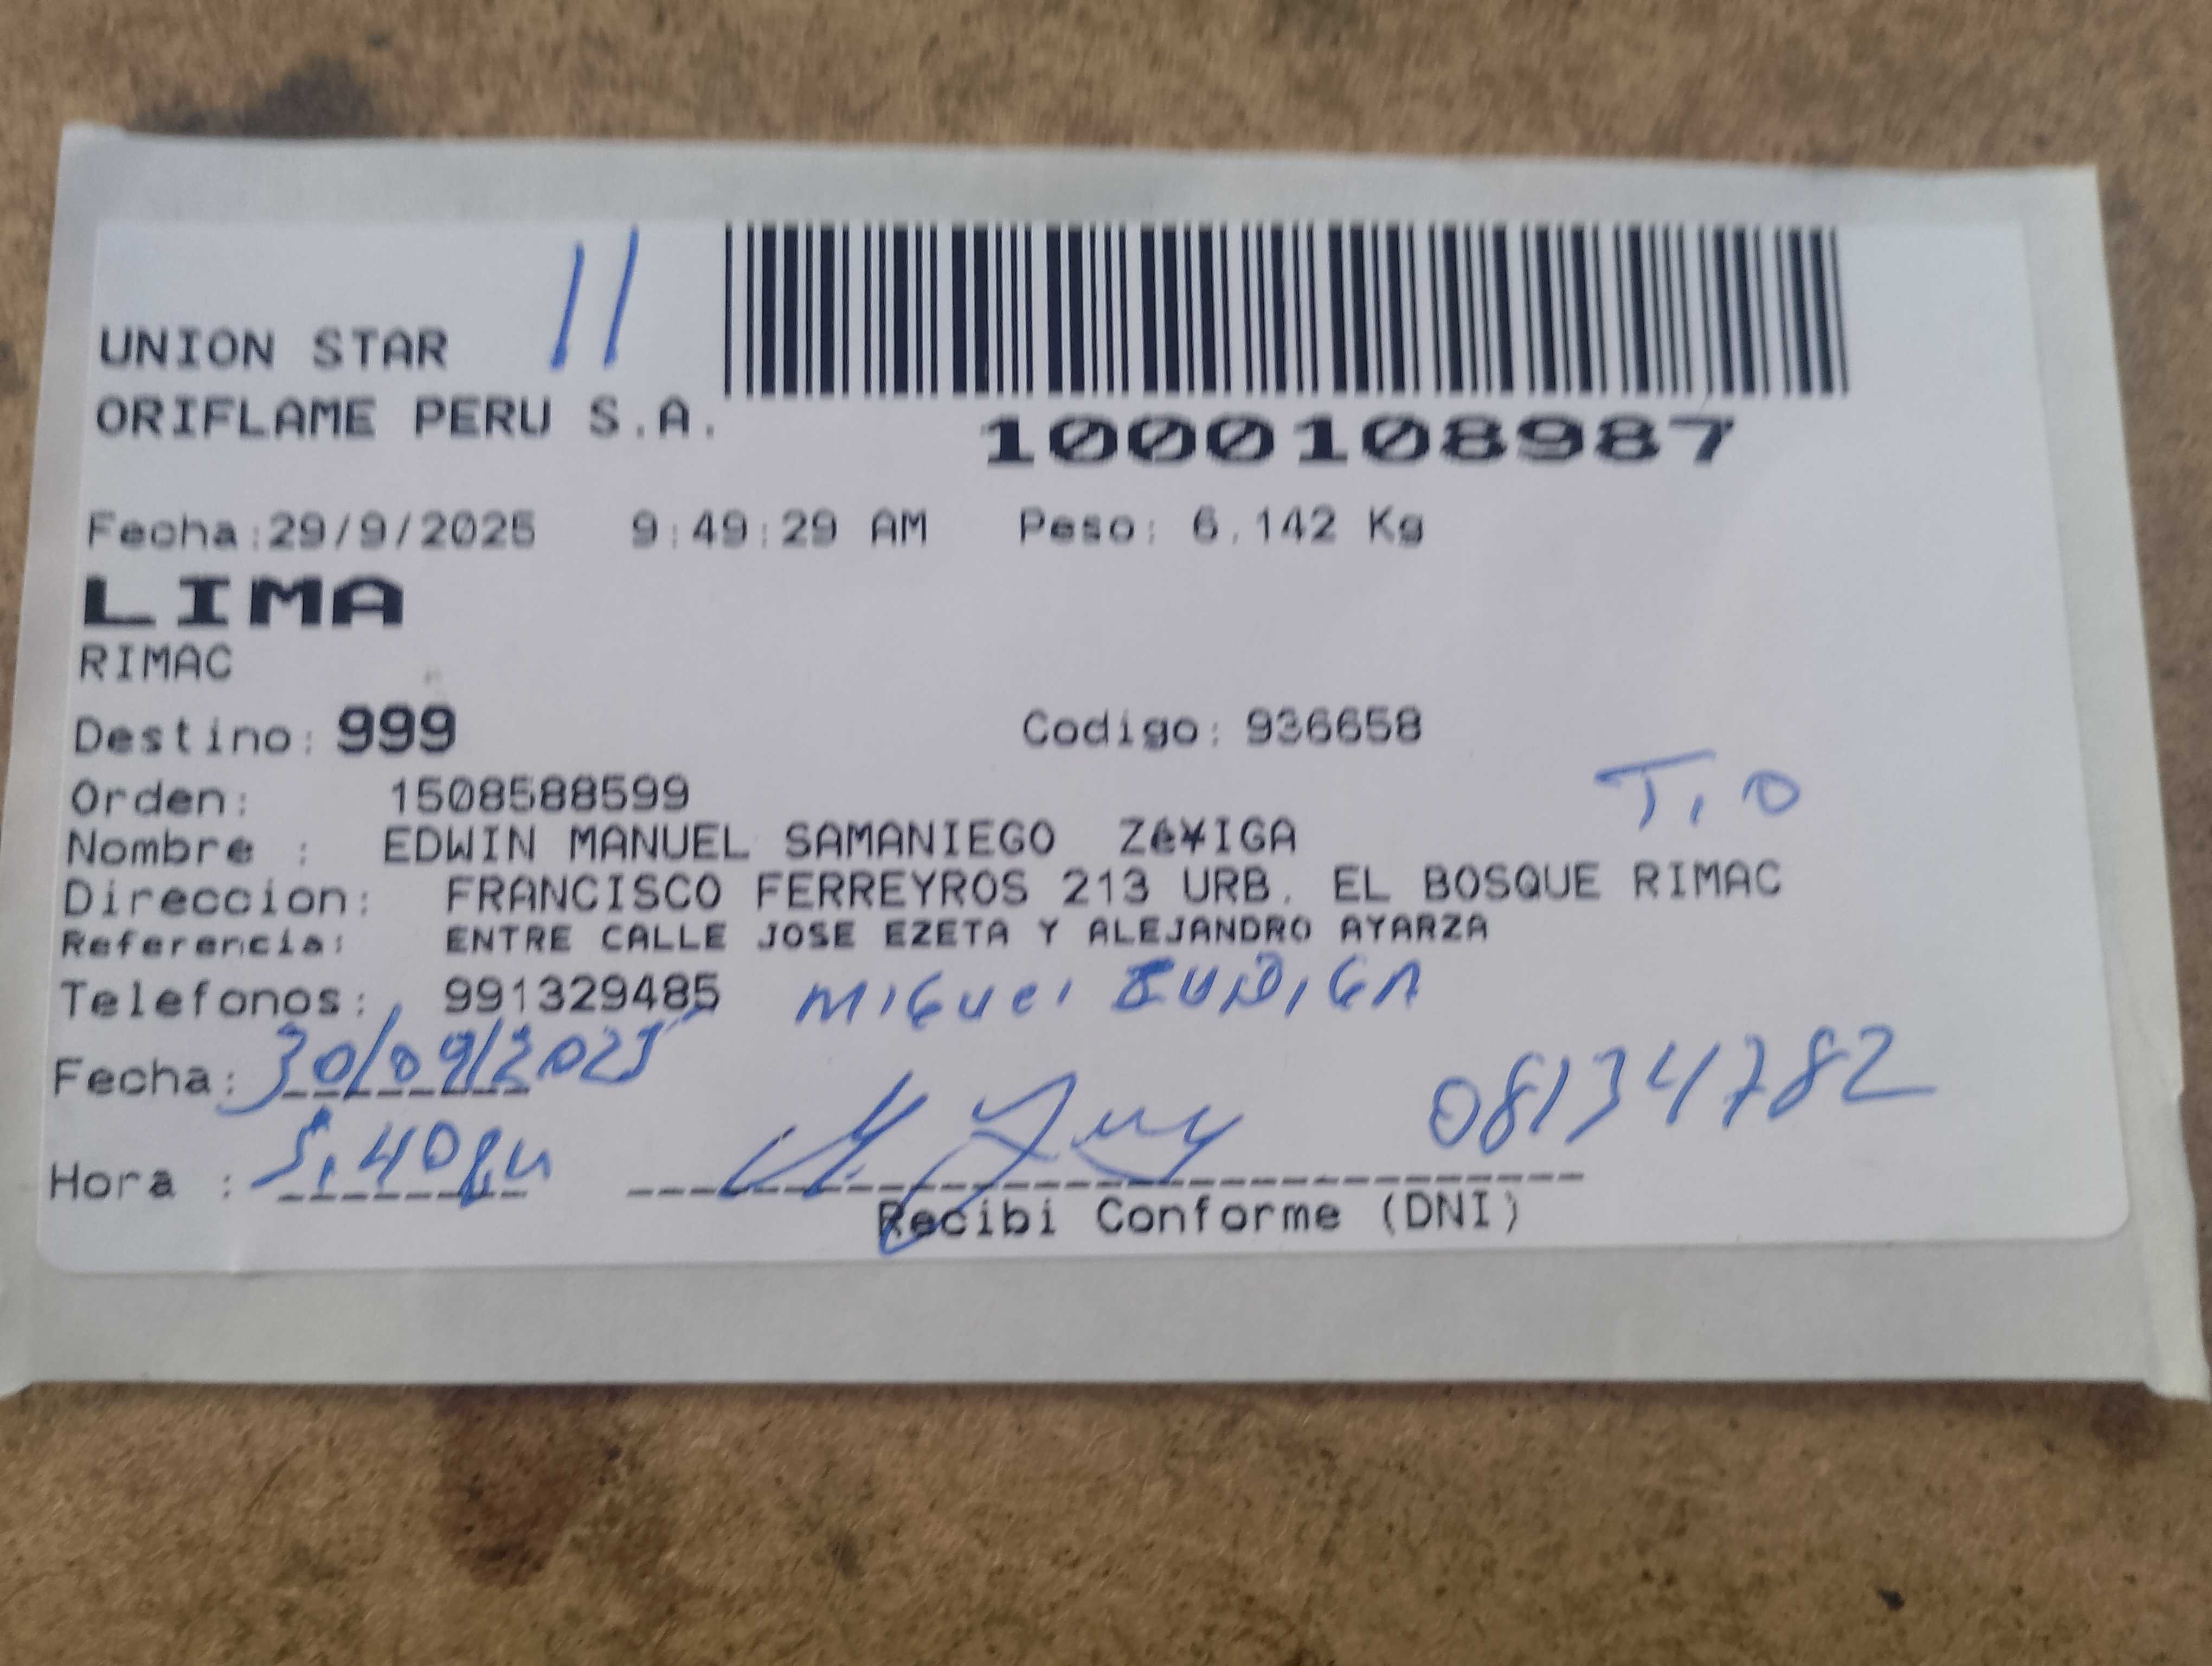 UNION STAR 11
ORIFLAME PERU S.A.
1000108987
Fecha:29/9/2025 9:49:29 AM Peso: 6.142 Kg
LIMA
RIMAC
Destino: 999 Codigo: 936658
Orden: 1508588599
TIO
Nombre : EDWIN MANUEL SAMANIEGO Zé¥IGA
Direccion: FRANCISCO FERREYROS 213 URB. EL BOSQUE RIMAC
Referencia: ENTRE CALLE JOSE EZETA Y ALEJANDRO AYARZA
Telefonos: 991329485 Miguel ZUÑIGA
Fecha: 30/09/2025
08134782
Hora : 5:40pm
Recibi Conforme (DNI)